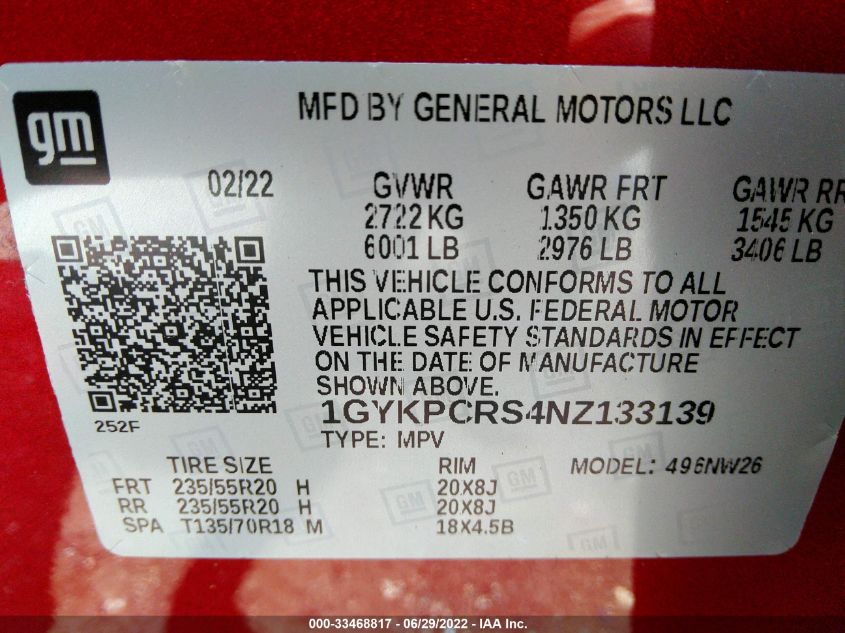 gm
MFD BY GENERAL MOTORS LLC
02/22 GVWR GAWR FRT GAWR RR
2722 KG 1350 KG 1545 KG
6001 LB 2976 LB 3406 LB
THIS VEHICLE CONFORMS TO ALL
APPLICABLE U.S. FEDERAL MOTOR
VEHICLE SAFETY STANDARDS IN EFFECT
ON THE DATE OF MANUFACTURE
SHOWN ABOVE.
1GYKPCRS4NZ133139
252F
TYPE: MPV
TIRE SIZE RIM MODEL: 496NW26
FRT 235/55R20 H 20X8J
RR 235/55R20 H 20X8J
SPA T135/70R18 M 18X4.5B
000-33468817 - 06/29/2022 - IAA Inc.